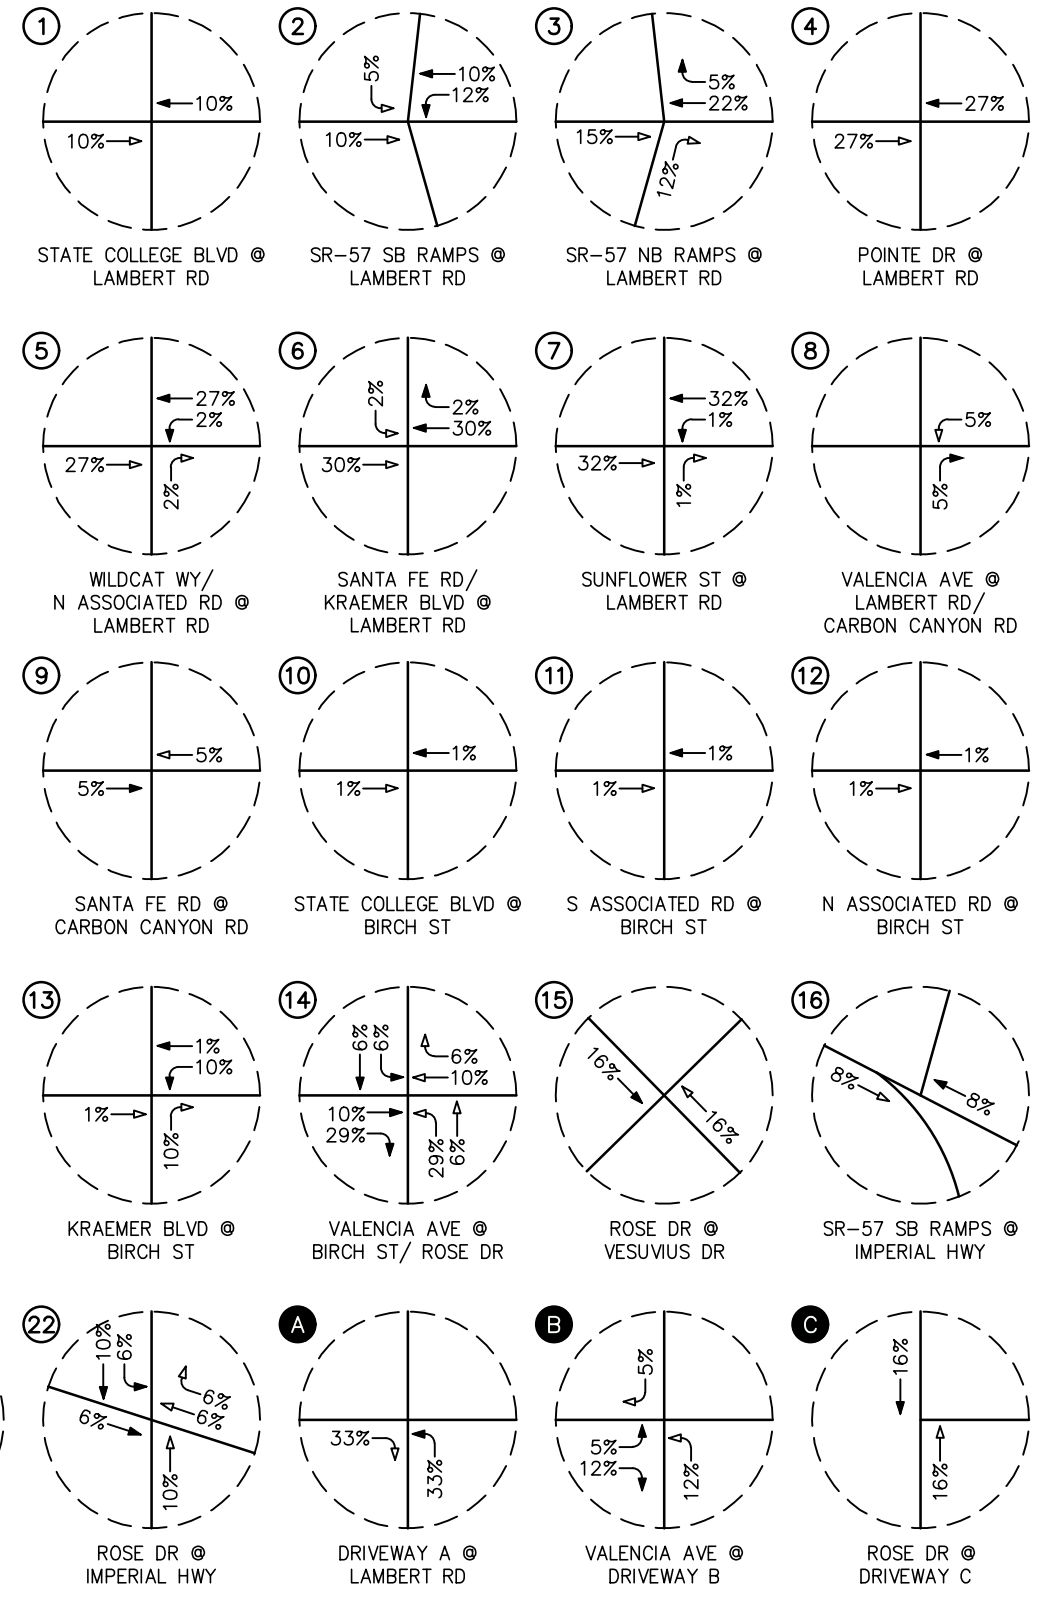 1
10%
10%
STATE COLLEGE BLVD @
LAMBERT RD
2
5%
10%
12%
10%
SR-57 SB RAMPS @
LAMBERT RD
3
5%
22%
15%
12%
SR-57 NB RAMPS @
LAMBERT RD
4
27%
27%
POINTE DR @
LAMBERT RD
5
27%
2%
27%
2%
WILDCAT WY/
N ASSOCIATED RD @
LAMBERT RD
6
2%
2%
30%
30%
SANTA FE RD/
KRAEMER BLVD @
LAMBERT RD
7
32%
1%
32%
1%
SUNFLOWER ST @
LAMBERT RD
8
5%
5%
VALENCIA AVE @
LAMBERT RD/
CARBON CANYON RD
9
5%
5%
SANTA FE RD @
CARBON CANYON RD
10
1%
1%
STATE COLLEGE BLVD @
BIRCH ST
11
1%
1%
S ASSOCIATED RD @
BIRCH ST
12
1%
1%
N ASSOCIATED RD @
BIRCH ST
13
1%
10%
1%
10%
KRAEMER BLVD @
BIRCH ST
14
6%
6%
6%
10%
10%
29%
29%
6%
VALENCIA AVE @
BIRCH ST/ ROSE DR
15
16%
16%
ROSE DR @
VESUVIUS DR
16
8%
8%
SR-57 SB RAMPS @
IMPERIAL HWY
22
10%
6%
6%
6%
6%
10%
ROSE DR @
IMPERIAL HWY
A
33%
33%
DRIVEWAY A @
LAMBERT RD
B
5%
5%
12%
12%
VALENCIA AVE @
DRIVEWAY B
C
16%
16%
ROSE DR @
DRIVEWAY C